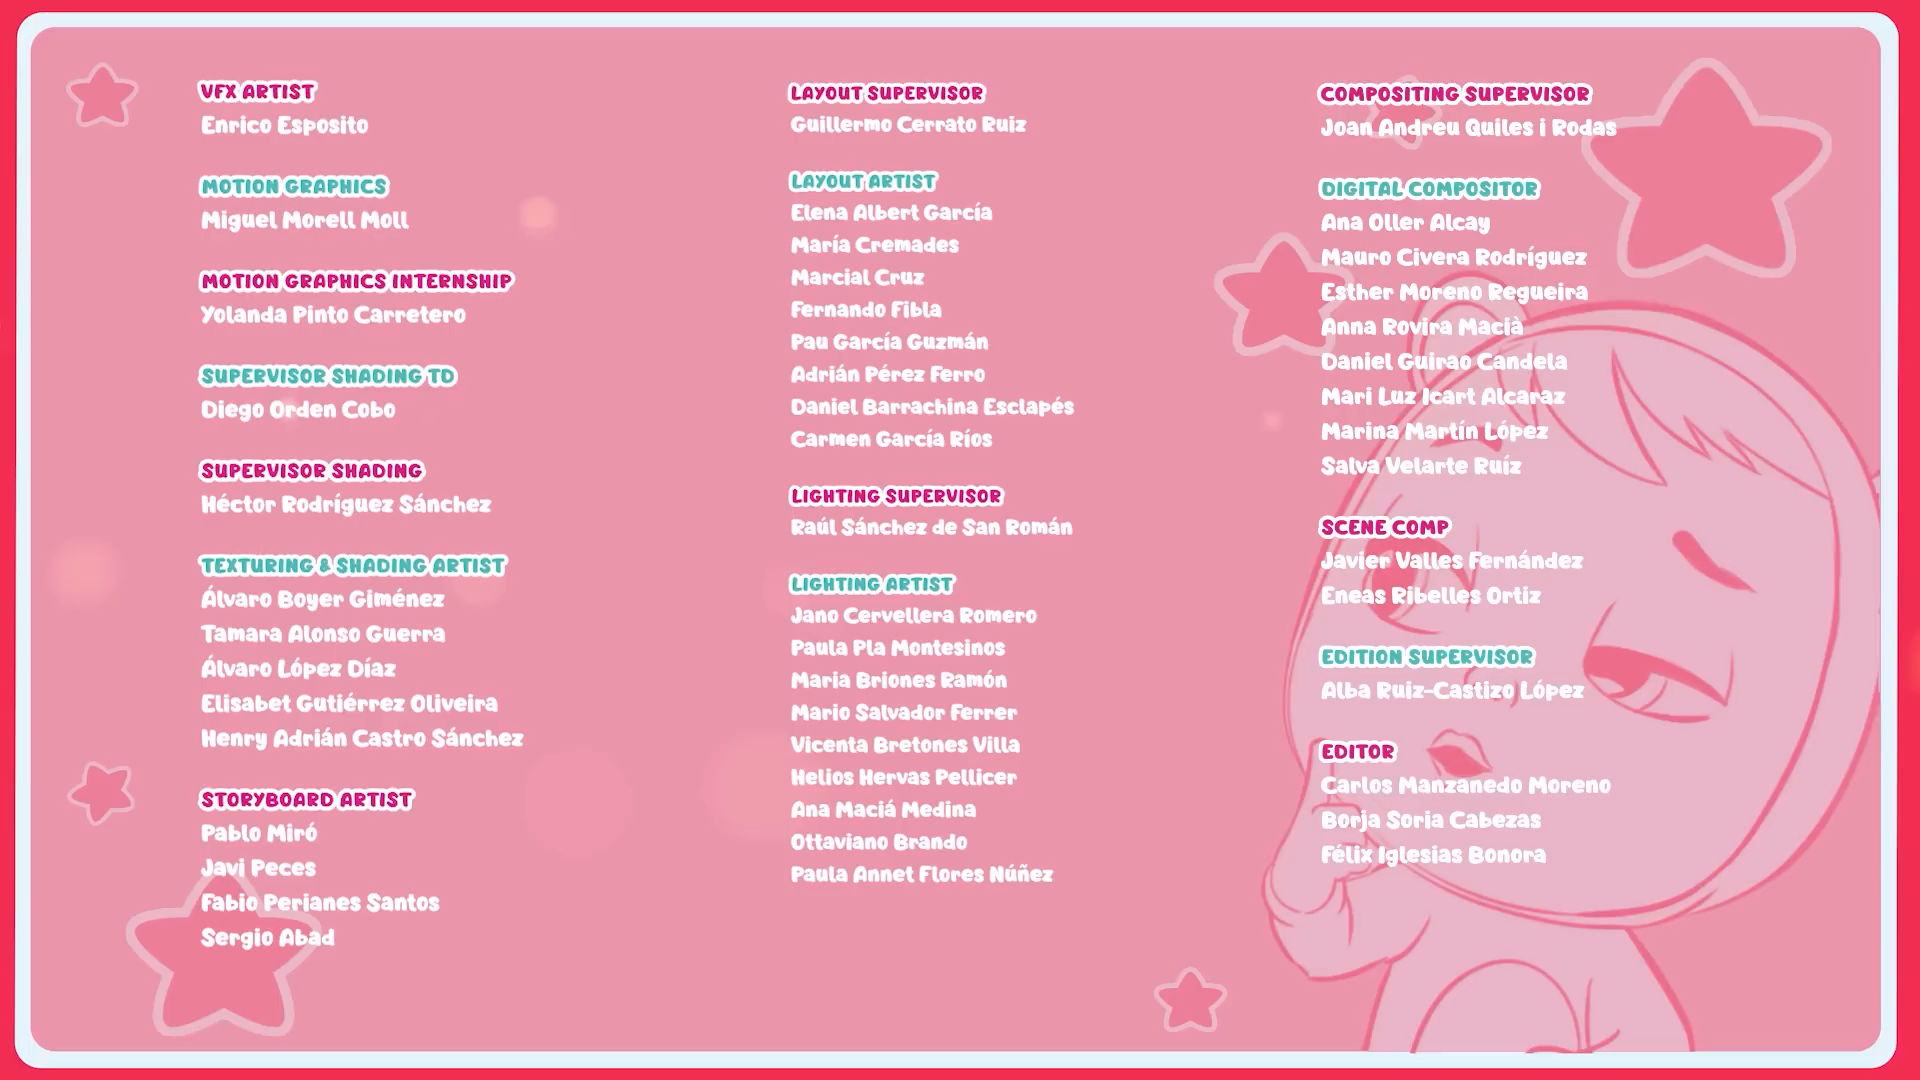 VFX ARTIST
Enrico Esposito
MOTION GRAPHICS
Miguel Morell Moll
MOTION GRAPHICS INTERNSHIP
Yolanda Pinto Carretero
SUPERVISOR SHADING TD
Diego Orden Cobo
SUPERVISOR SHADING
Héctor Rodríguez Sánchez
TEXTURING & SHADING ARTIST
Álvaro Boyer Giménez
Tamara Alonso Guerra
Álvaro López Díaz
Elisabet Gutiérrez Oliveira
Henry Adrián Castro Sánchez
STORYBOARD ARTIST
Pablo Miró
Javi Peces
Fabio Perianes Santos
Sergio Abad
LAYOUT SUPERVISOR
Guillermo Cerrato Ruiz
LAYOUT ARTIST
Elena Albert García
María Cremades
Marcial Cruz
Fernando Fibla
Pau García Guzmán
Adrián Pérez Ferro
Daniel Barrachina Esclapés
Carmen García Ríos
LIGHTING SUPERVISOR
Raúl Sánchez de San Román
LIGHTING ARTIST
Jano Cervellera Romero
Paula Pla Montesinos
Maria Briones Ramón
Mario Salvador Ferrer
Vicenta Bretones Villa
Helios Hervas Pellicer
Ana Maciá Medina
Ottaviano Brando
Paula Annet Flores Núñez
COMPOSITING SUPERVISOR
Joan Andreu Quiles i Rodas
DIGITAL COMPOSITOR
Ana Oller Alcay
Mauro Civera Rodríguez
Esther Moreno Regueira
Anna Rovira Macià
Daniel Guirao Candela
Mari Luz Icart Alcaraz
Marina Martín López
Salva Velarte Ruíz
SCENE COMP
Javier Valles Fernández
Eneas Ribelles Ortiz
EDITION SUPERVISOR
Alba Ruiz-Castizo López
EDITOR
Carlos Manzanedo Moreno
Borja Soria Cabezas
Félix Iglesias Bonora